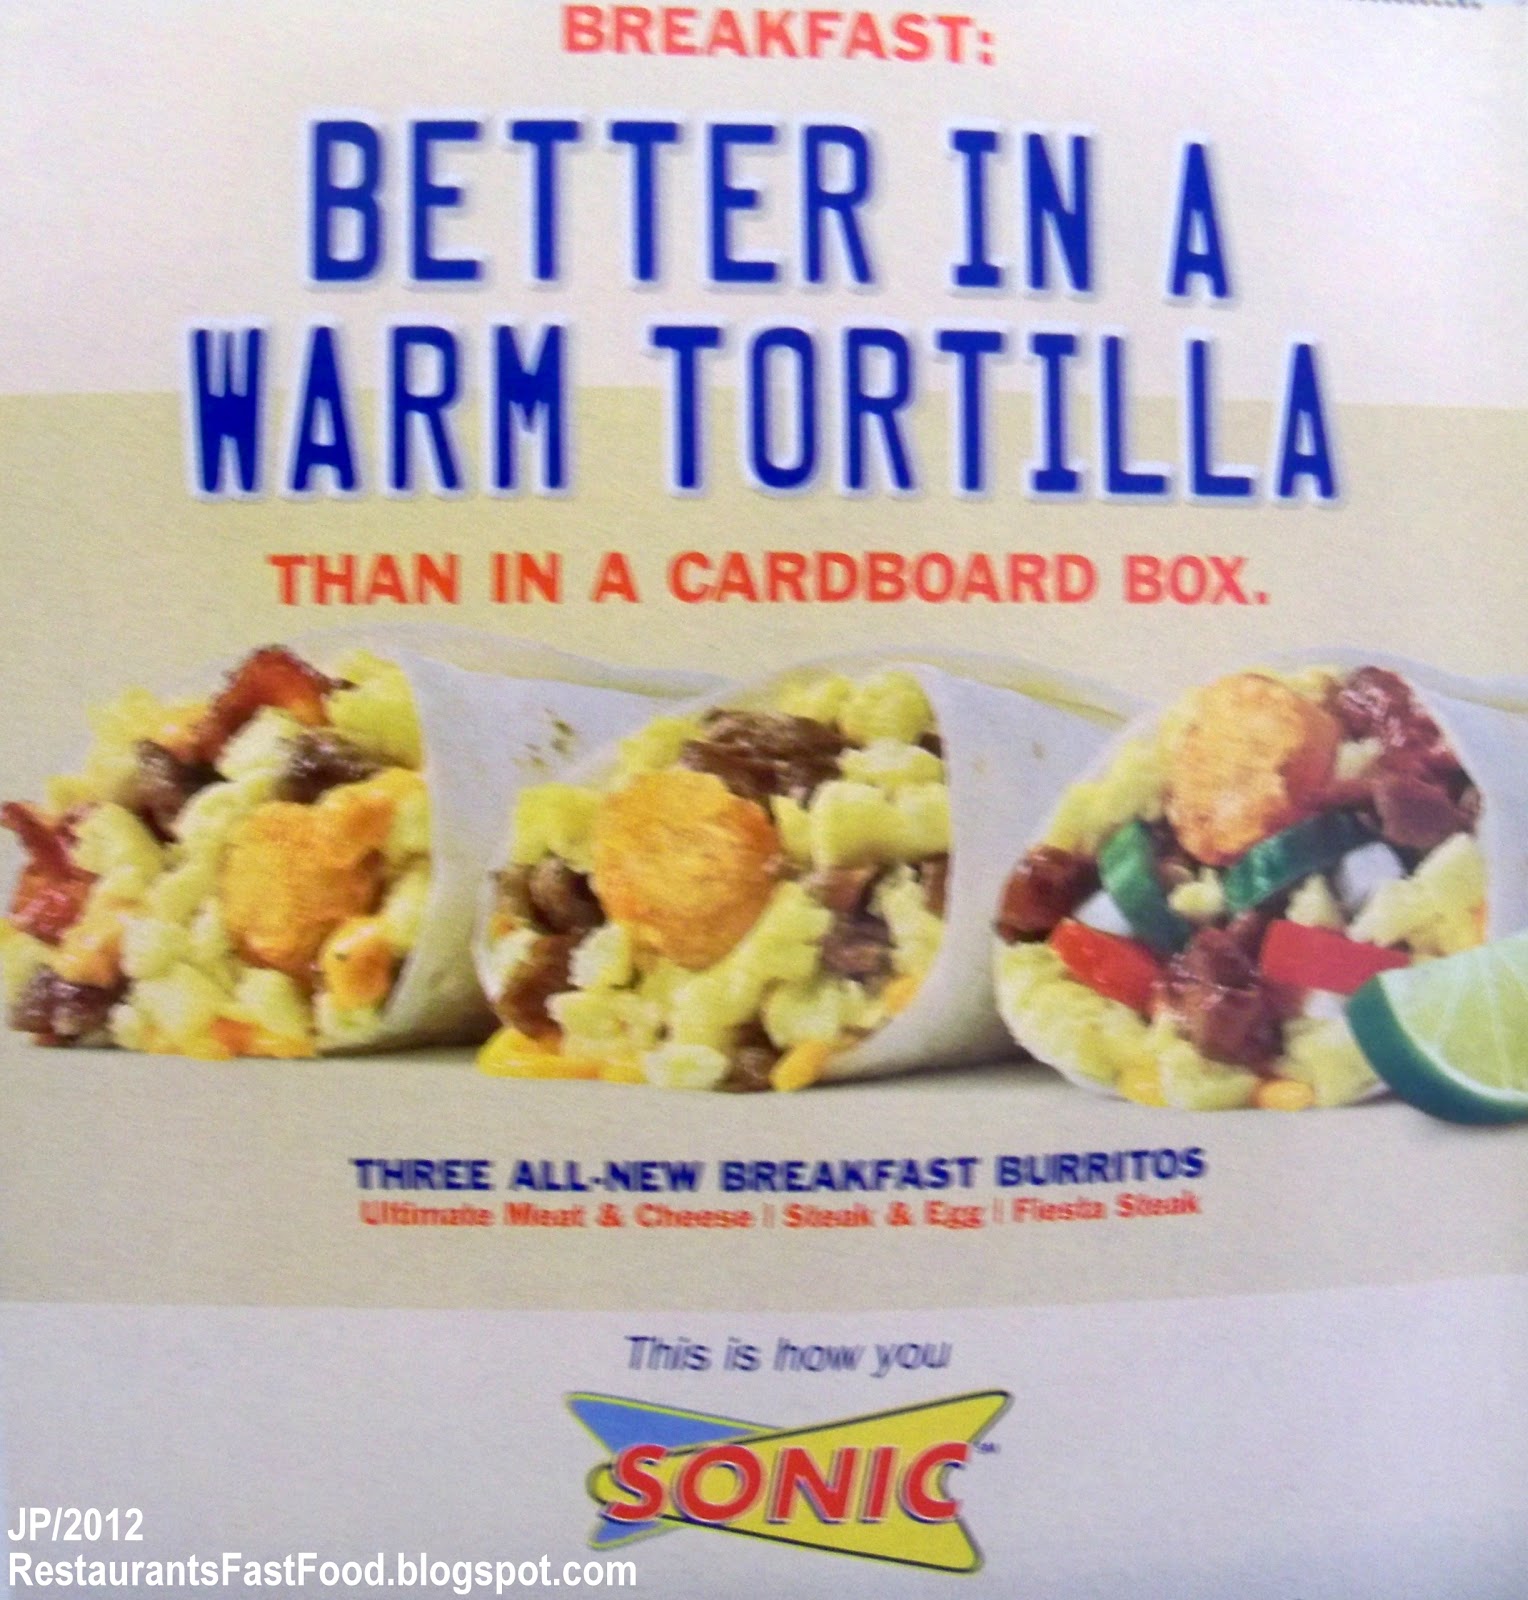 BREAKFAST:
BETTER IN A
WARM TORTILLA
THAN IN A CARDBOARD BOX.
THREE ALL-NEW BREAKFAST BURRITOS
Ultimate Meat & Cheese | Steak & Egg | Fiesta Steak
This is how you
SONIC
JP/2012
RestaurantsFastFood.blogspot.com